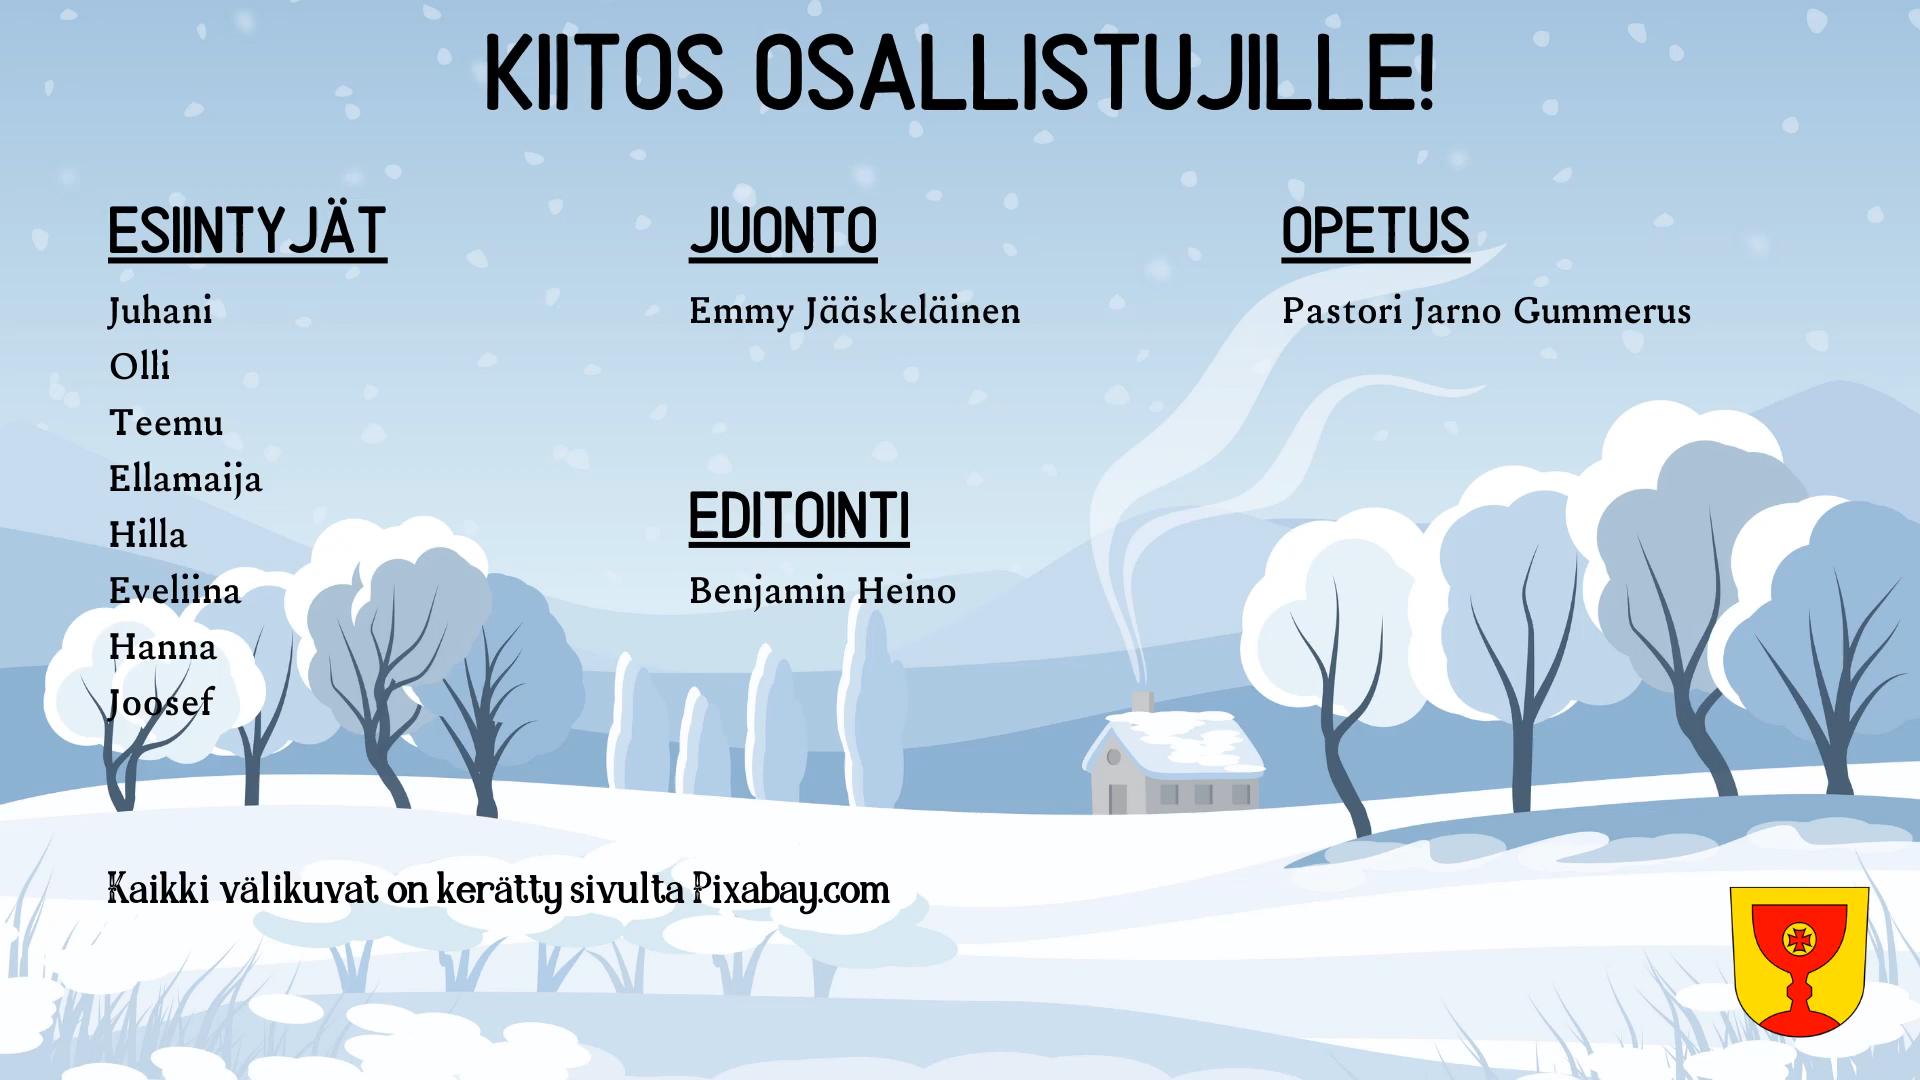 KIITOS OSALLISTUJILLE!
ESIINTYJÄT
Juhani
Olli
Teemu
Ellamaija
Hilla
Eveliina
Hanna
Joosef
JUONTO
Emmy Jääskeläinen
EDITOINTI
Benjamin Heino
OPETUS
Pastori Jarno Gummerus
Kaikki välikuvat on kerätty sivulta Pixabay.com